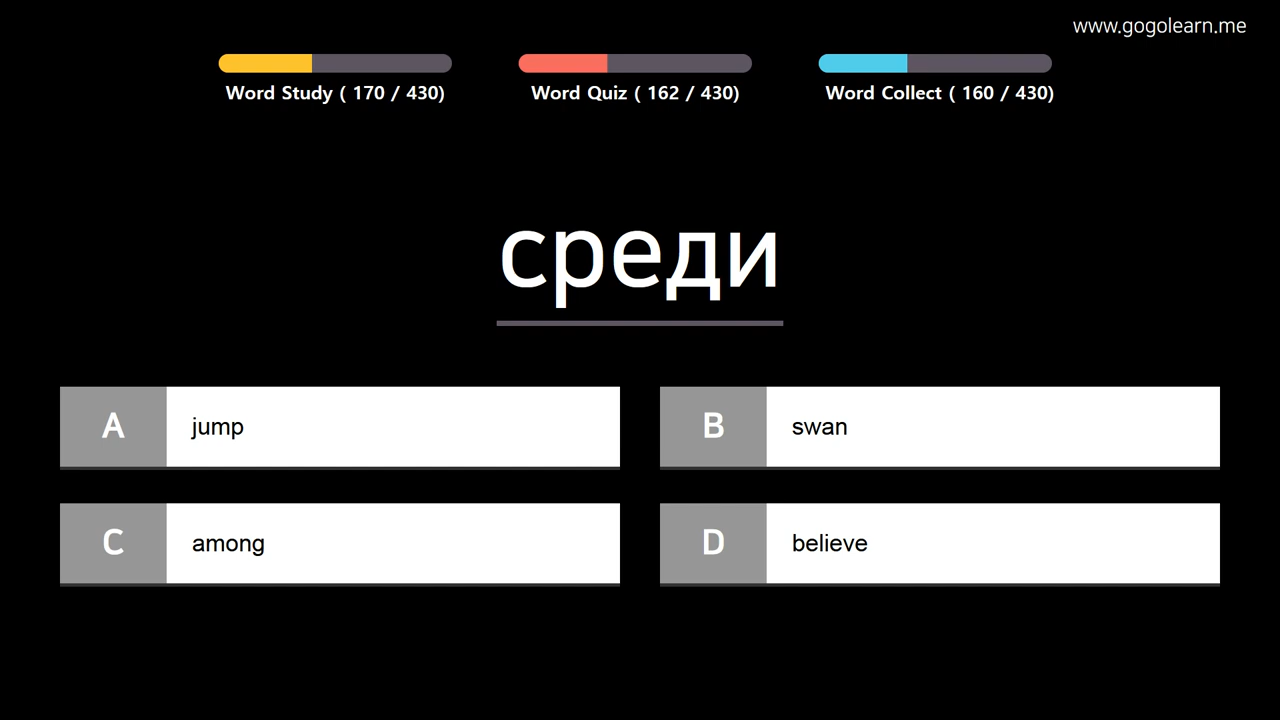 www.gogolearn.me
Word Study ( 170 / 430)
Word Quiz ( 162 / 430)
Word Collect ( 160 / 430)
среди
A jump
B swan
C among
D believe